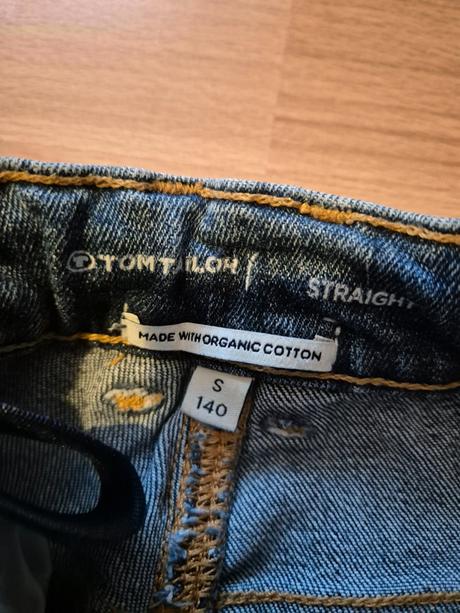 TOM TAILOR
STRAIGHT
MADE WITH ORGANIC COTTON
S
140